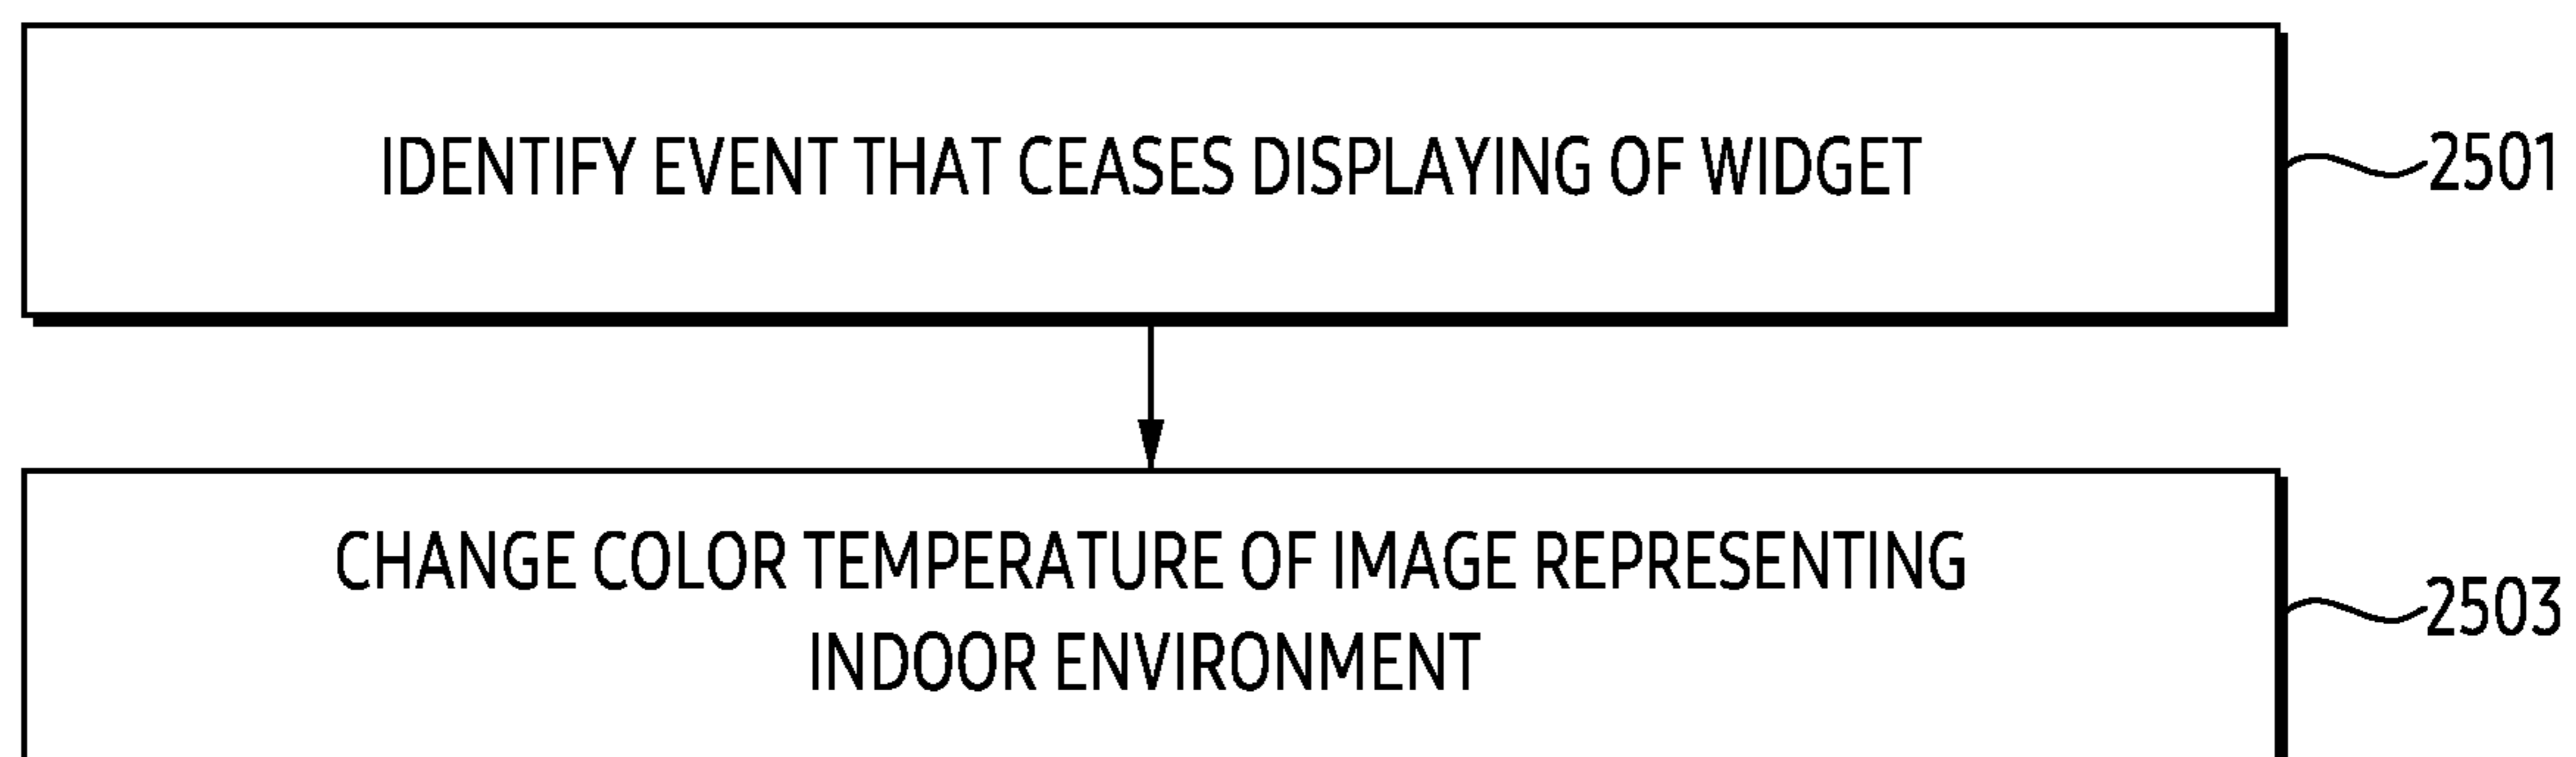 IDENTIFY EVENT THAT CEASES DISPLAYING OF WIDGET
2501
CHANGE COLOR TEMPERATURE OF IMAGE REPRESENTING
INDOOR ENVIRONMENT
2503